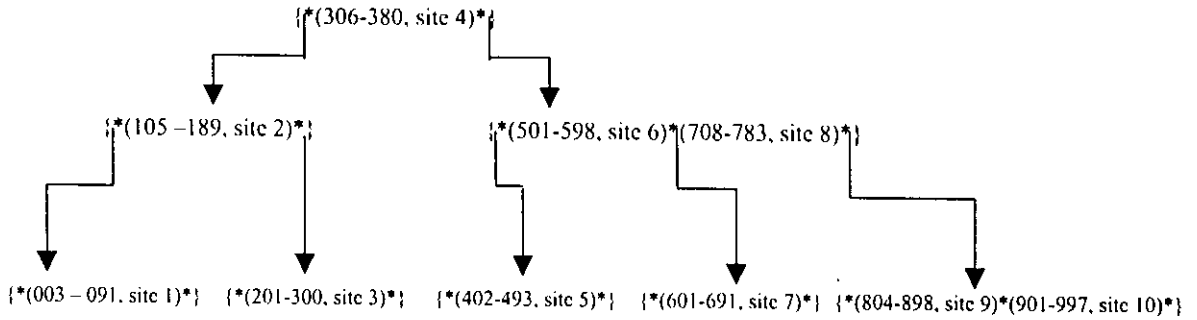 {*(306-380, site 4)*}
{*(105 –189, site 2)*} {*(501-598, site 6)*(708-783, site 8)*}
{*(003 – 091, site 1)*} {*(201-300, site 3)*} {*(402-493, site 5)*} {*(601-691, site 7)*} {*(804-898, site 9)*(901-997, site 10)*}